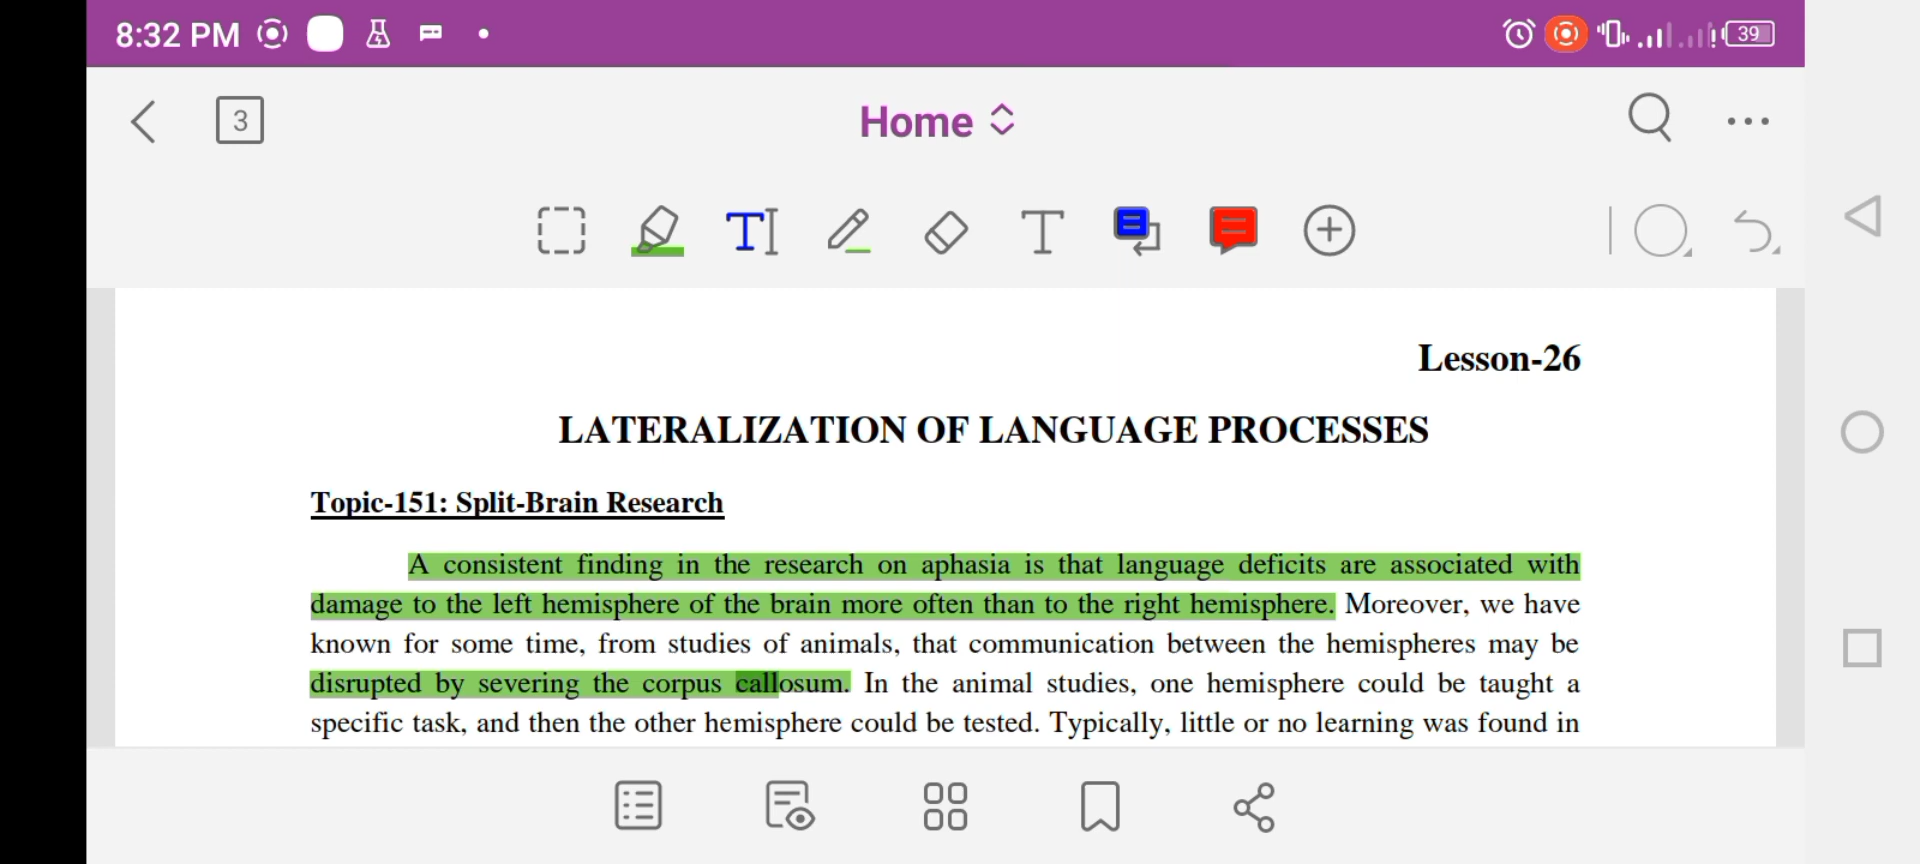 8:32 PM
39
3
Home
Lesson-26
LATERALIZATION OF LANGUAGE PROCESSES
Topic-151: Split-Brain Research
A consistent finding in the research on aphasia is that language deficits are associated with
damage to the left hemisphere of the brain more often than to the right hemisphere. Moreover, we have
known for some time, from studies of animals, that communication between the hemispheres may be
disrupted by severing the corpus callosum. In the animal studies, one hemisphere could be taught a
specific task, and then the other hemisphere could be tested. Typically, little or no learning was found in